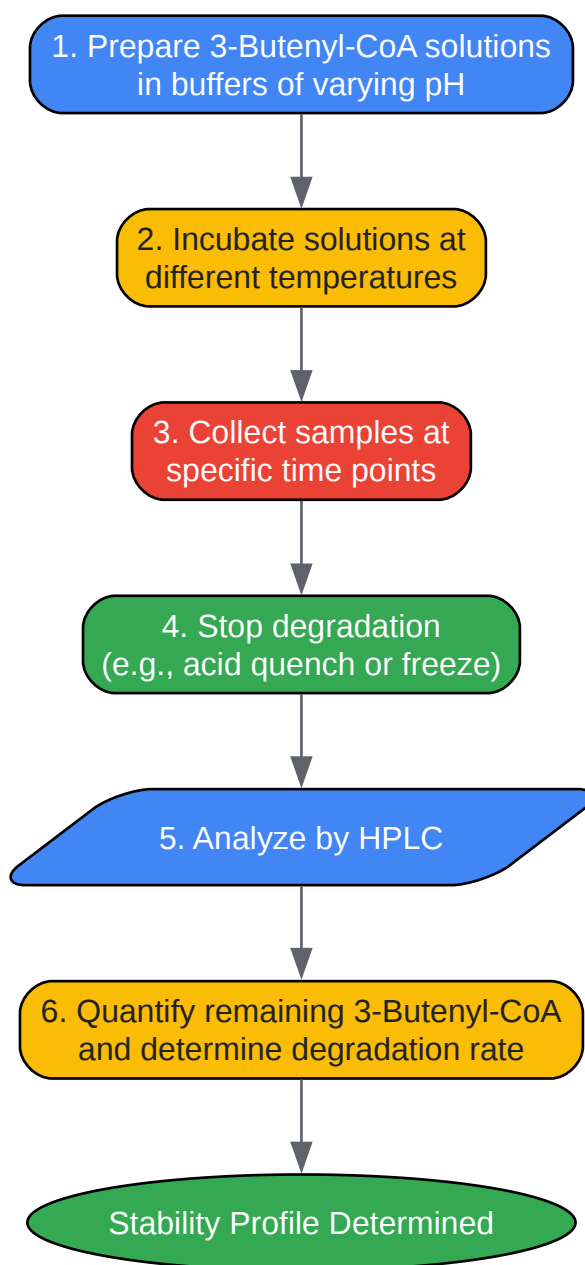 1. Prepare 3-Butenyl-CoA solutions
in buffers of varying pH
2. Incubate solutions at
different temperatures
3. Collect samples at
specific time points
4. Stop degradation
(e.g., acid quench or freeze)
5. Analyze by HPLC
6. Quantify remaining 3-Butenyl-CoA
and determine degradation rate
Stability Profile Determined